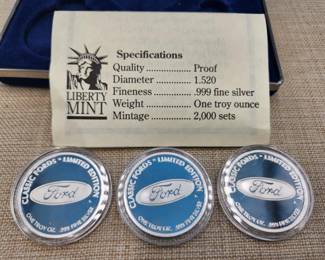 Specifications
Quality ................ Proof
Diameter ............. 1.520
Fineness ..... .999 fine silver
Weight ..... One troy ounce
Mintage ........... 2,000 sets
LIBERTY
MINT
CLASSIC FORDS - LIMITED EDITION
Ford
ONE TROY OZ. .999 FINE SILVER
CLASSIC FORDS - LIMITED EDITION
Ford
ONE TROY OZ. .999 FINE SILVER
CLASSIC FORDS - LIMITED EDITION
Ford
ONE TROY OZ. .999 FINE SILVER